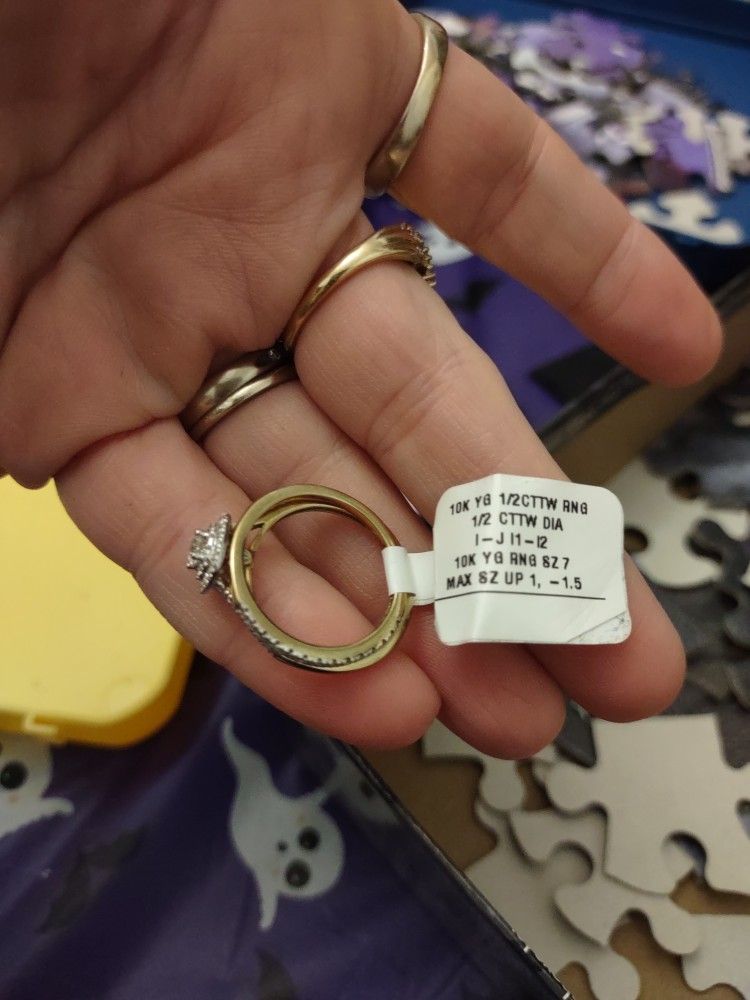 10K YG 1/2CTTW RNG
1/2 CTTW DIA
I-J I1-I2
10K YG RNG SZ 7
MAX SZ UP 1, -1.5